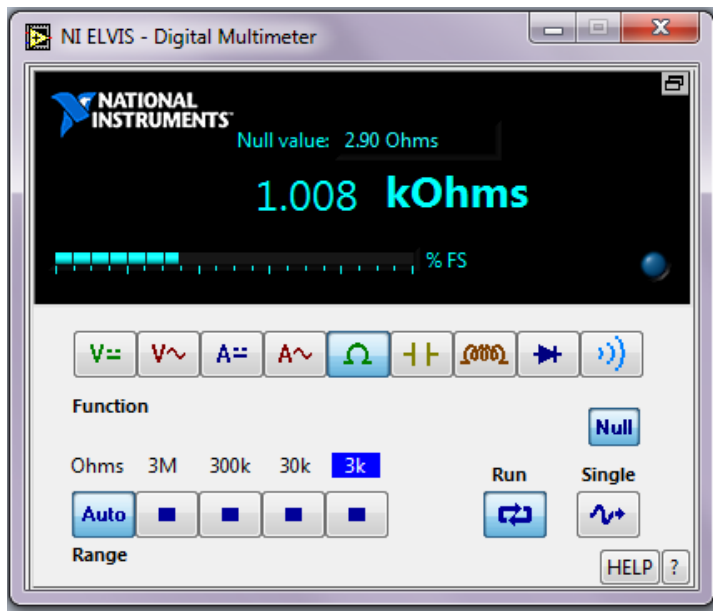 NI ELVIS - Digital Multimeter
NATIONAL
INSTRUMENTS™
Null value: 2.90 Ohms
1.008 kOhms
% FS
V V A A Ω
Function
Null
Ohms 3M 300k 30k 3k
Run Single
Auto
Range
HELP ?